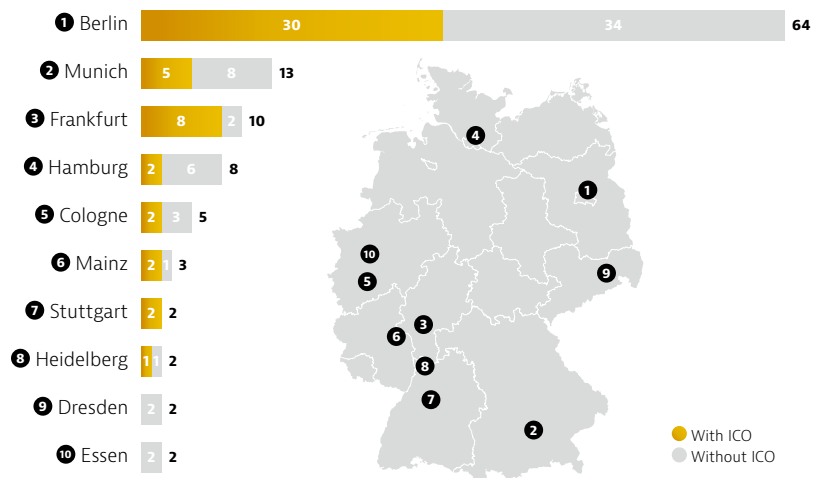 1 Berlin 30 34 64
2 Munich 5 8 13
3 Frankfurt 8 2 10
4 Hamburg 2 6 8
5 Cologne 2 3 5
6 Mainz 2 1 3
7 Stuttgart 2 2
8 Heidelberg 1 1 2
9 Dresden 2 2
10 Essen 2 2
4
1
10
9
5
3
6
8
7
2
With ICO
Without ICO